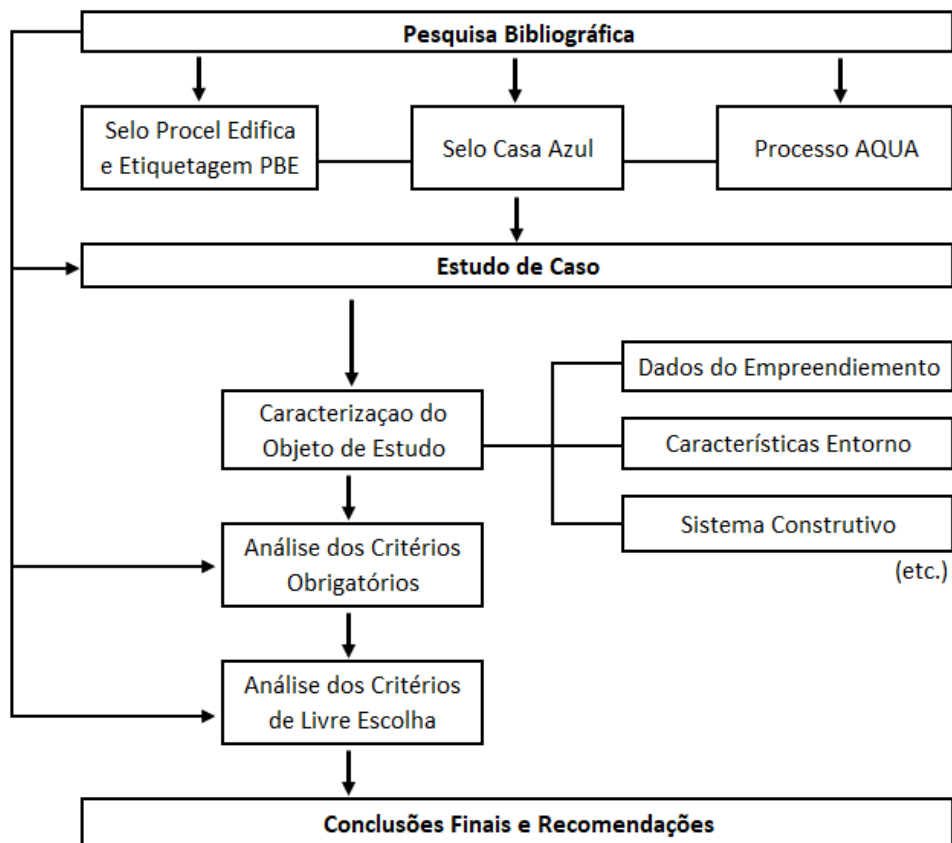 Pesquisa Bibliográfica
Selo Procel Edifica
e Etiquetagem PBE
Selo Casa Azul
Processo AQUA
Estudo de Caso
Caracterizaçao do
Objeto de Estudo
Dados do Empreendiemento
Característícas Entorno
Sistema Construtivo
(etc.)
Análise dos Critérios
Obrigatórios
Análise dos Critérios
de Livre Escolha
Conclusões Finais e Recomendações